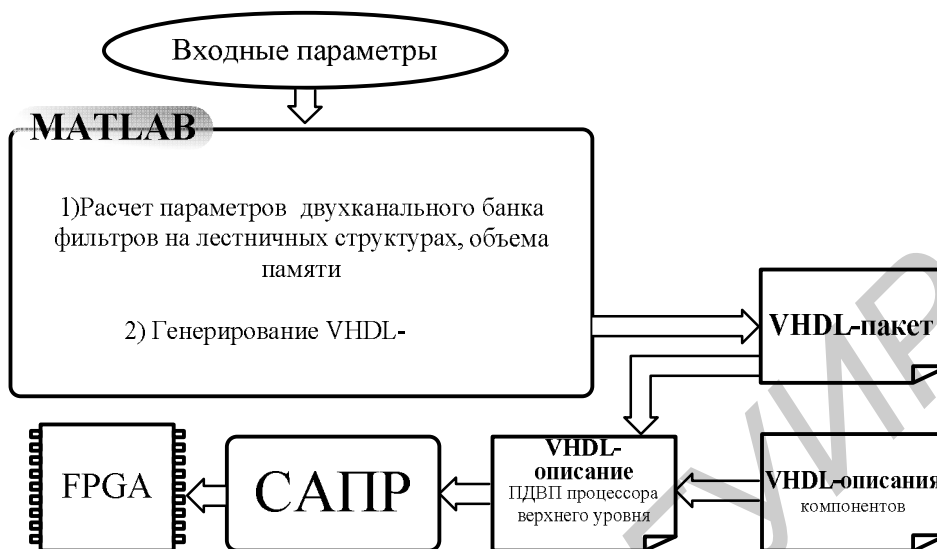 Входные параметры
MATLAB
1)Расчет параметров двухканального банка
фильтров на лестничных структурах, объема
памяти
2) Генерирование VHDL-
VHDL-пакет
FPGA
САПР
VHDL-
описание
ПДВП процессора
верхнего уровня
VHDL-описания
компонентов
ГУИР